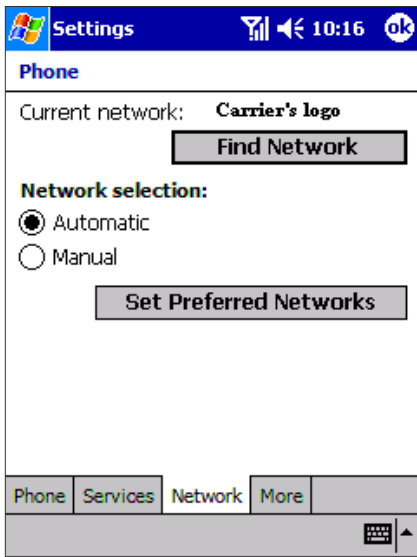 Settings 10:16 ok
Phone
Current network: Carrier's logo
Find Network
Network selection:
Automatic
Manual
Set Preferred Networks
Phone Services Network More